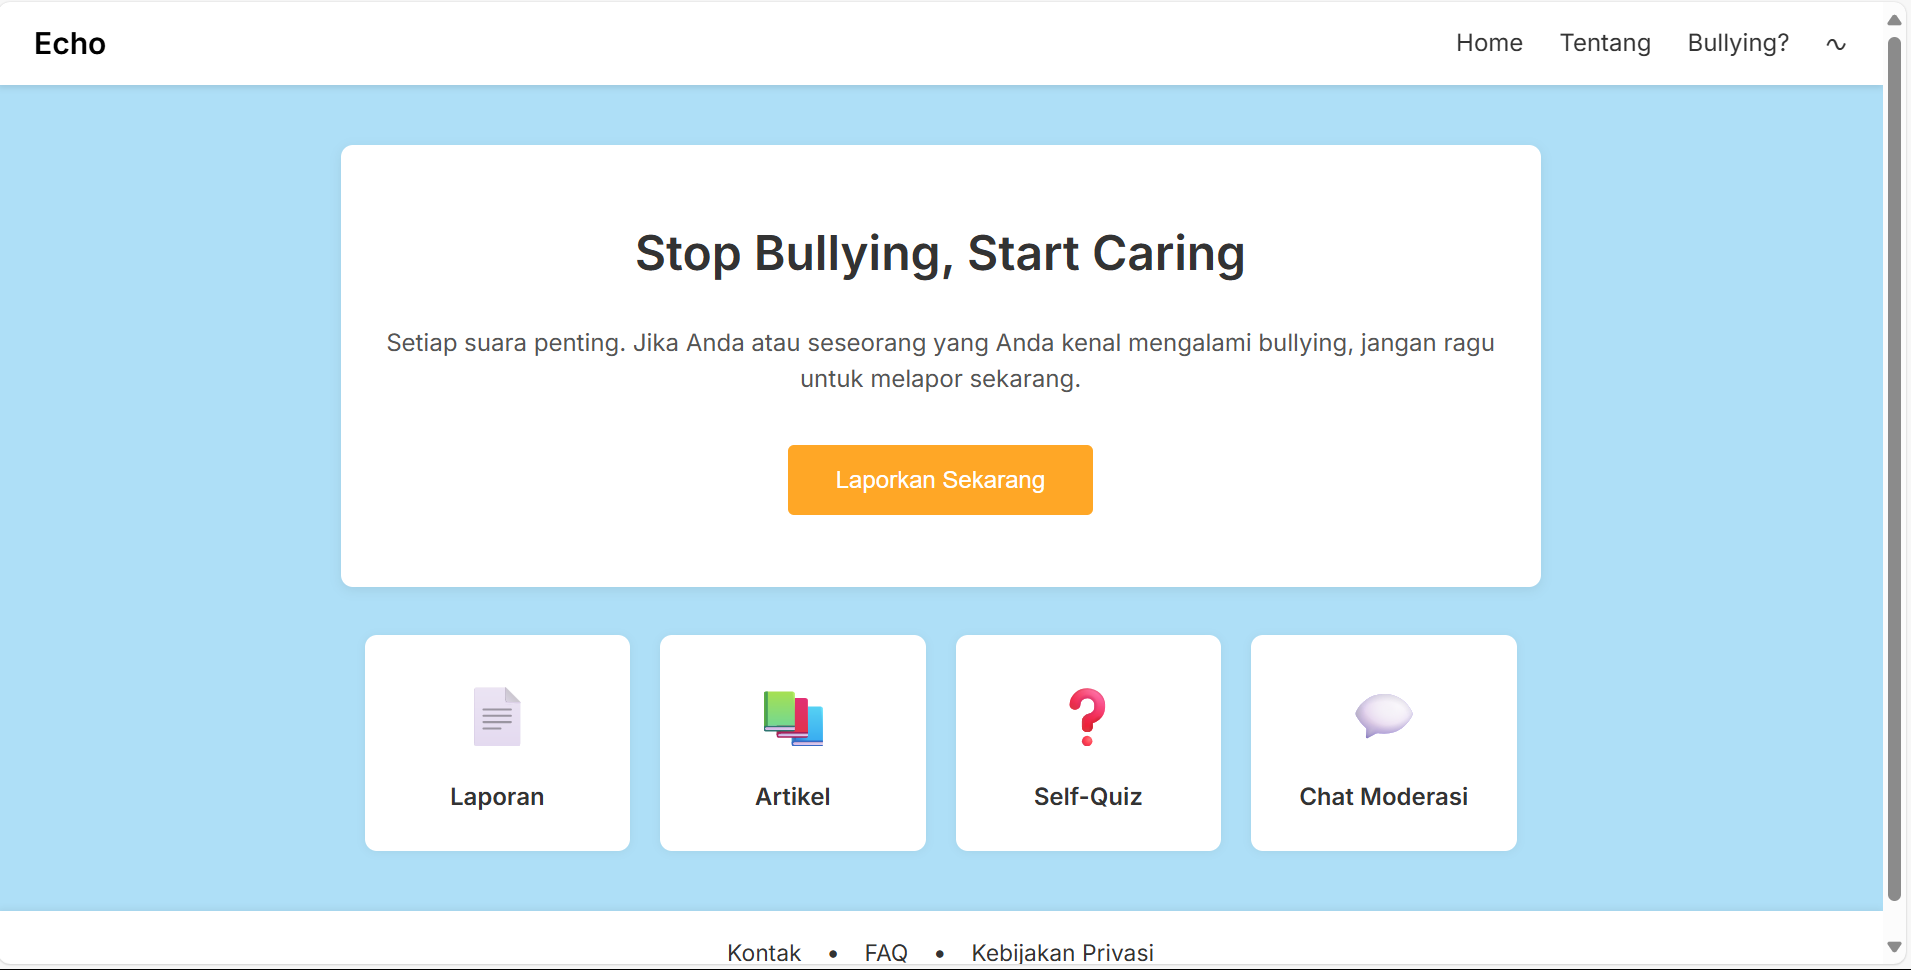 Echo
Home
Tentang
Bullying?
∿
Stop Bullying, Start Caring
Setiap suara penting. Jika Anda atau seseorang yang Anda kenal mengalami bullying, jangan ragu
untuk melapor sekarang.
Laporkan Sekarang
Laporan
Artikel
Self-Quiz
Chat Moderasi
Kontak • FAQ • Kebijakan Privasi